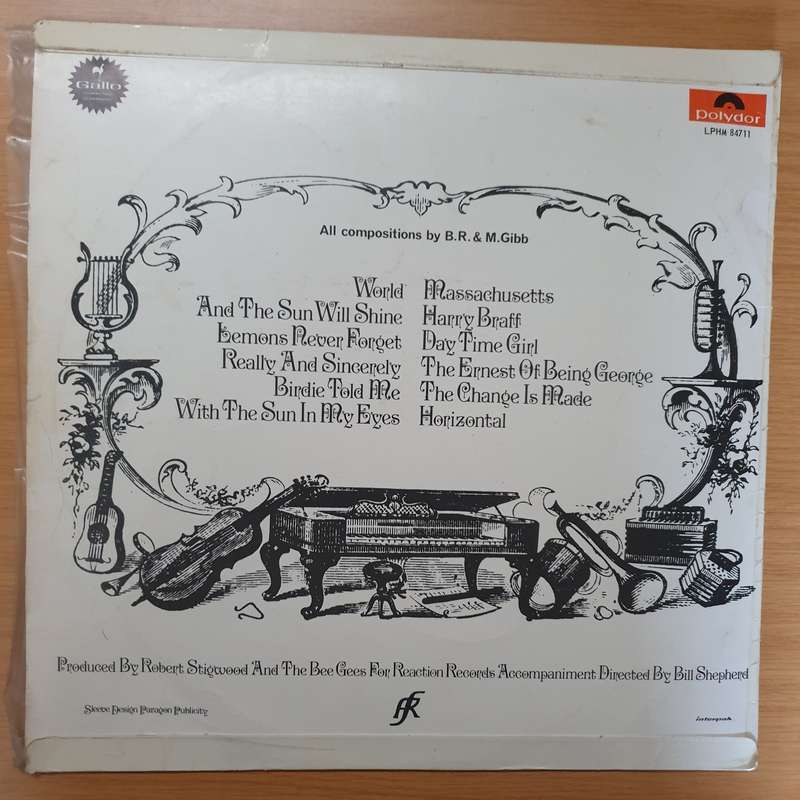 Gallo
polydor
LPHM 84711
All compositions by B.R. & M.Gibb
World
And The Sun Will Shine
Lemons Never Forget
Really And Sincerely
Birdie Told Me
With The Sun In My Eyes
Massachusetts
Harry Braff
Day Time Girl
The Ernest Of Being George
The Change Is Made
Horizontal
Produced By Robert Stigwood And The Bee Gees For Reaction Records Accompaniment Directed By Bill Shepherd
Sleeve Design Paragon Publicity
interpak